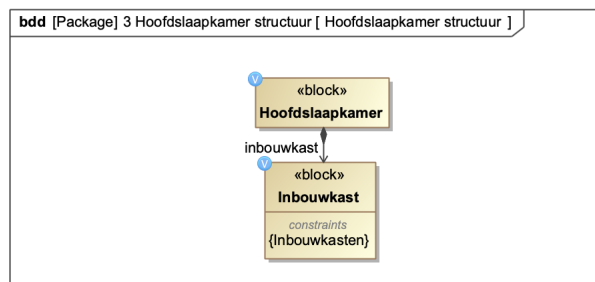 bdd [Package] 3 Hoofdslaapkamer structuur [ Hoofdslaapkamer structuur ]
V
«block»
Hoofdslaapkamer
inbouwkast
V
«block»
Inbouwkast
constraints
{Inbouwkasten}